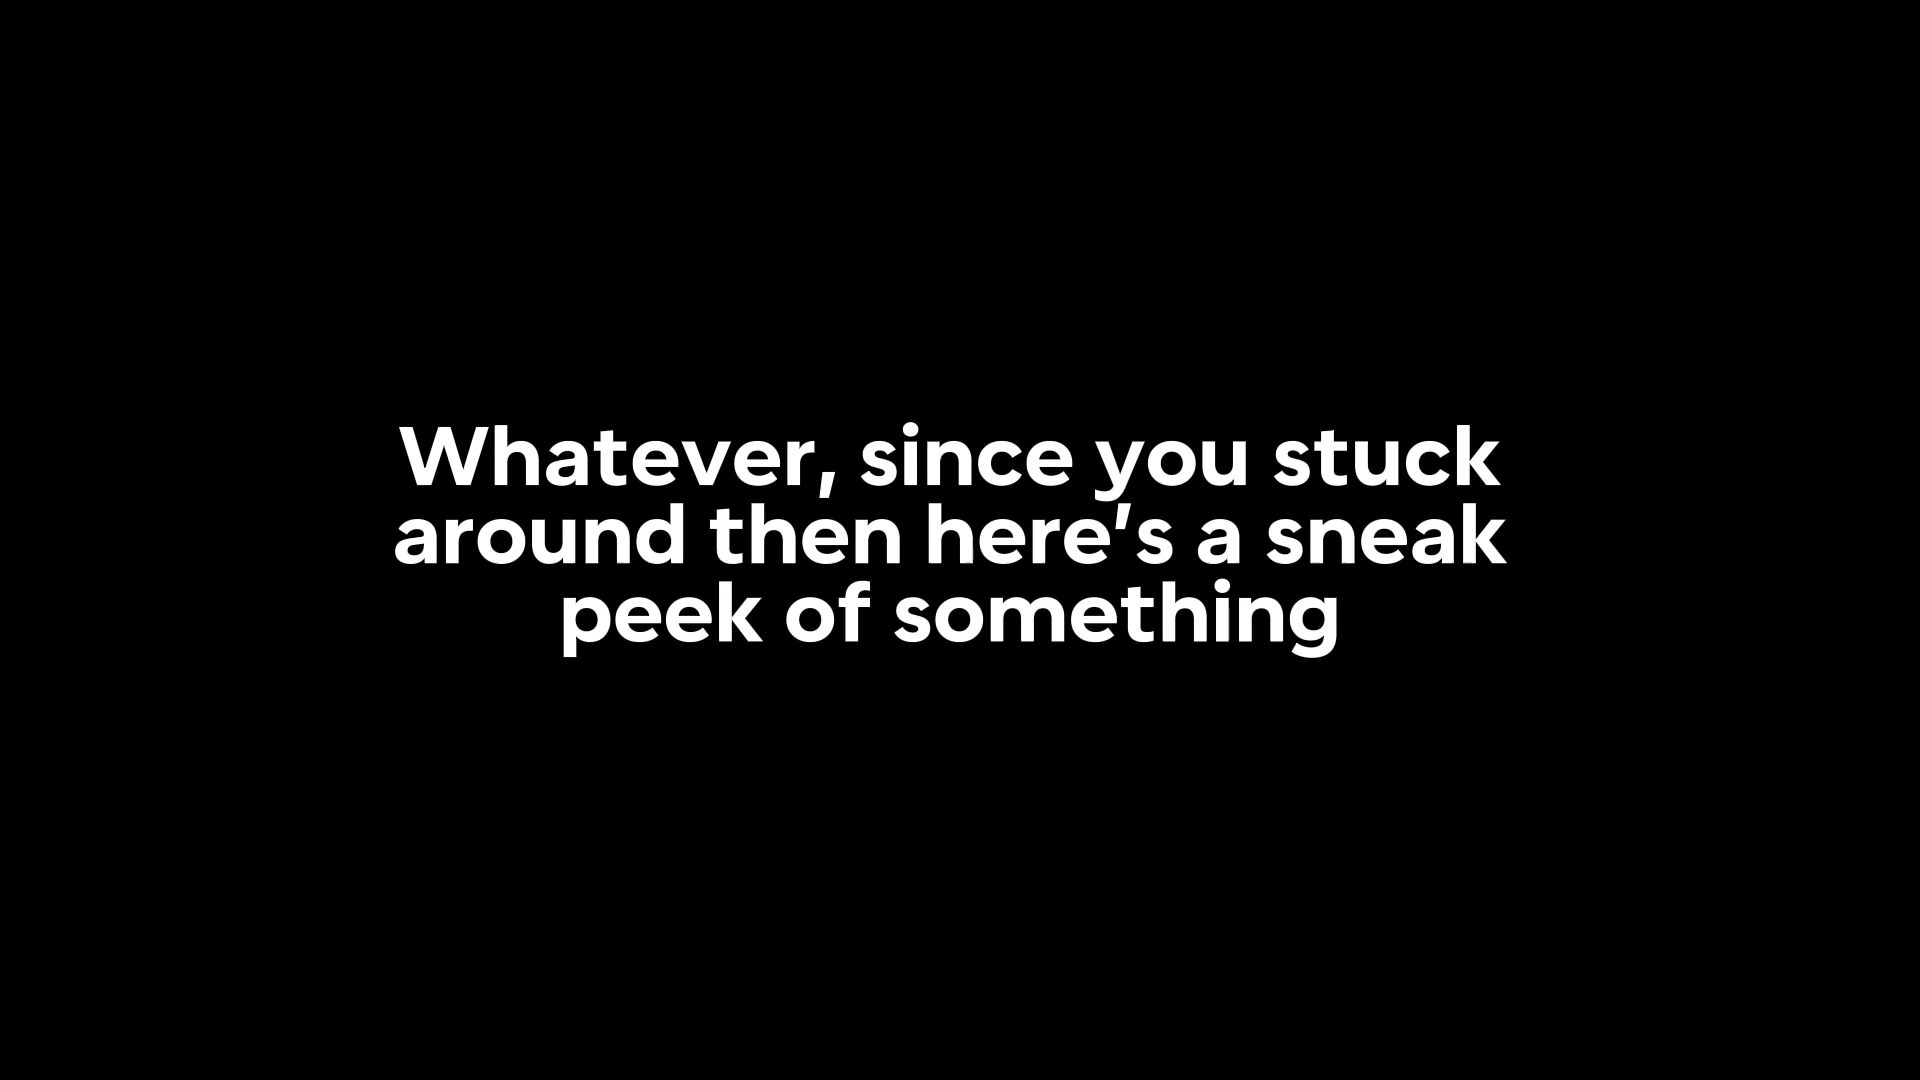 Whatever, since you stuck
around then here's a sneak
peek of something